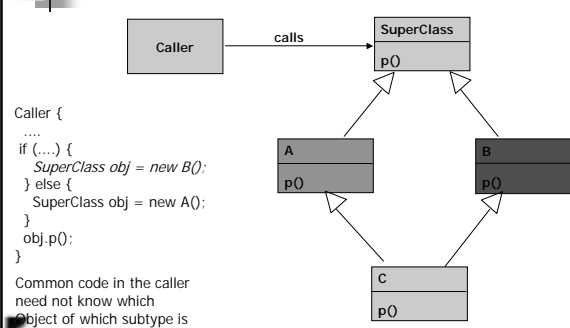 Caller
calls
SuperClass
p()
Caller {
....
if (....) {
SuperClass obj = new B();
} else {
SuperClass obj = new A();
}
obj.p();
}
A
p()
B
p()
C
p()
Common code in the caller
need not know which
Object of which subtype is